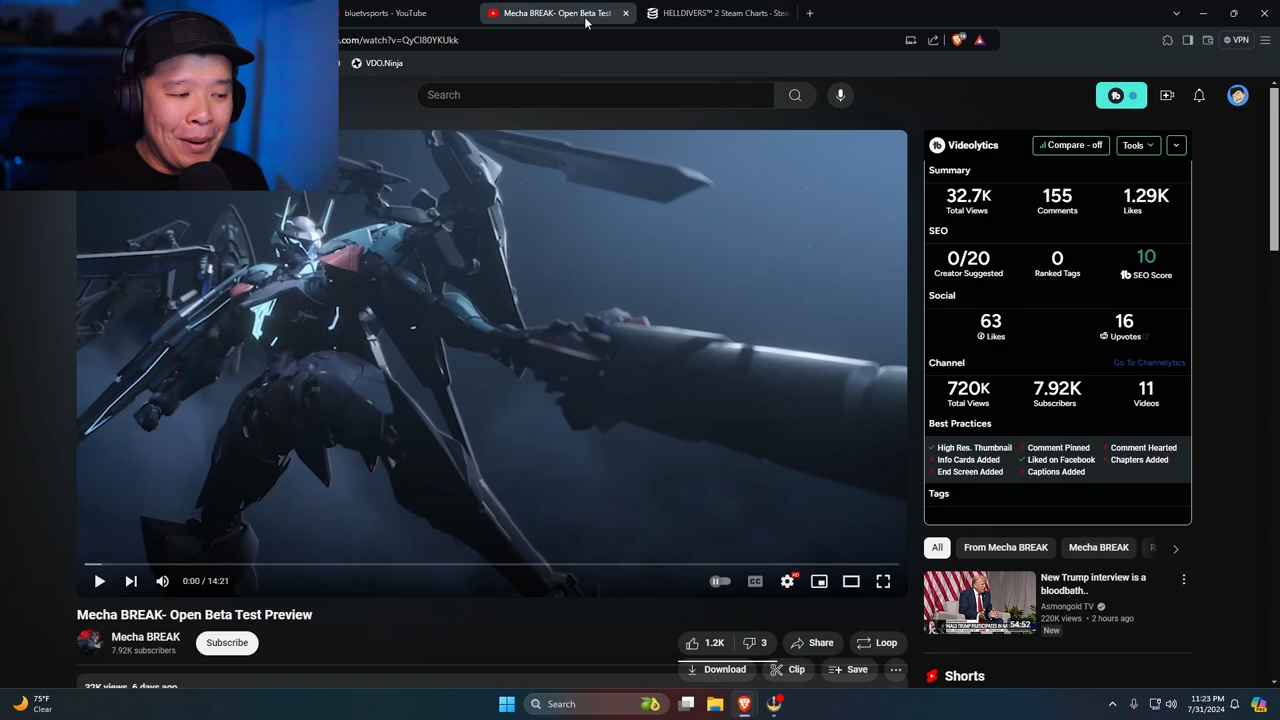 bluetvsports - YouTube
Mecha BREAK- Open Beta Test
HELLDIVERS™ 2 Steam Charts - Ste
e.com/watch?v=QyCI80YKUkk
VPN
VDO.Ninja
Search
Videolytics
Compare - off
Tools
Summary
32.7K 155 1.29K
Total Views Comments Likes
SEO
0/20 0 10
Creator Suggested Ranked Tags SEO Score
Social
63 16
Likes Upvotes
Channel Go To Channelytics
720K 7.92K 11
Total Views Subscribers Videos
Best Practices
High Res. Thumbnail Comment Pinned Comment Hearted
Info Cards Added Liked on Facebook Chapters Added
End Screen Added Captions Added
Tags
0:00 / 14:21
HD
All From Mecha BREAK Mecha BREAK
New Trump interview is a
bloodbath..
Asmongold TV
220K views • 2 hours ago
New
54:52
Shorts
Mecha BREAK- Open Beta Test Preview
Mecha BREAK
7.92K subscribers
Subscribe
1.2K 3 Share Loop
Download Clip Save
32K views 6 days ago
75°F
Clear
Search
11:23 PM
7/31/2024